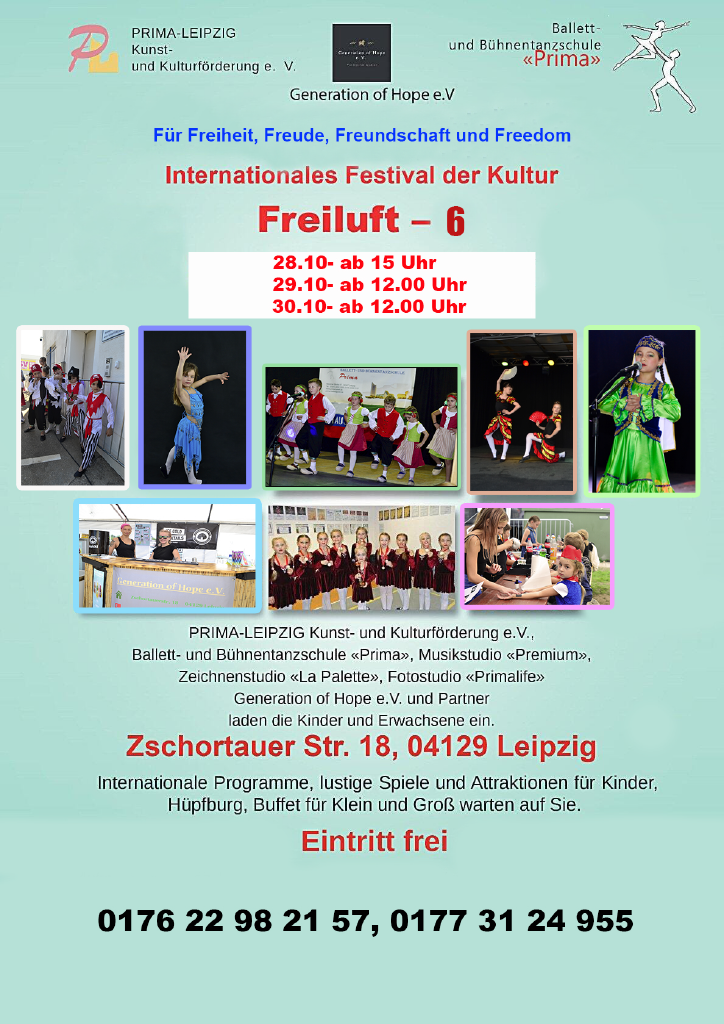 PRIMA-LEIPZIG
Kunst-
und Kulturförderung e. V.
Generation of Hope
e.V
Generation of Hope e.V
Ballett-
und Bühnentanzschule
«Prima»
Für Freiheit, Freude, Freundschaft und Freedom
Internationales Festival der Kultur
Freiluft – 6
28.10- ab 15 Uhr
29.10- ab 12.00 Uhr
30.10- ab 12.00 Uhr
Prima
Generation of Hope e.V.
PRIMA-LEIPZIG Kunst- und Kulturförderung e.V.,
Ballett- und Bühnentanzschule «Prima», Musikstudio «Premium»,
Zeichnenstudio «La Palette», Fotostudio «Primalife»
Generation of Hope e.V. und Partner
laden die Kinder und Erwachsene ein.
Zschortauer Str. 18, 04129 Leipzig
Internationale Programme, lustige Spiele und Attraktionen für Kinder,
Hüpfburg, Buffet für Klein und Groß warten auf Sie.
Eintritt frei
0176 22 98 21 57, 0177 31 24 955